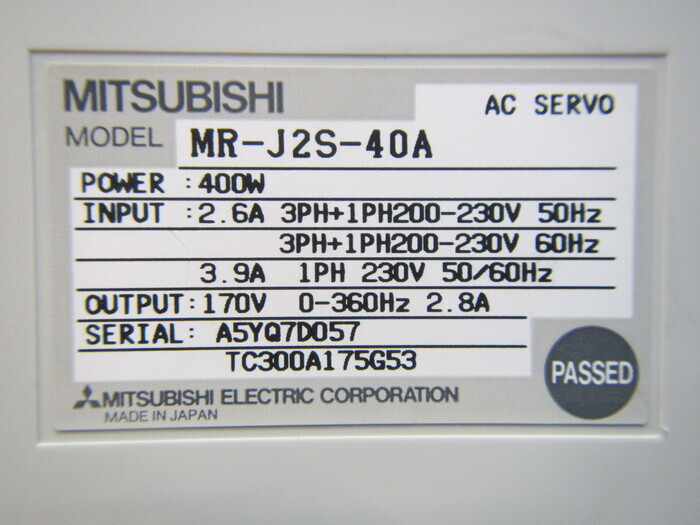 MITSUBISHI
AC SERVO
MODEL MR-J2S-40A
POWER : 400W
INPUT : 2.6A 3PH+1PH200-230V 50Hz
3PH+1PH200-230V 60Hz
3.9A 1PH 230V 50/60Hz
OUTPUT: 170V 0-360Hz 2.8A
SERIAL: A5YQ7D057
TC300A175G53
PASSED
MITSUBISHI ELECTRIC CORPORATION
MADE IN JAPAN